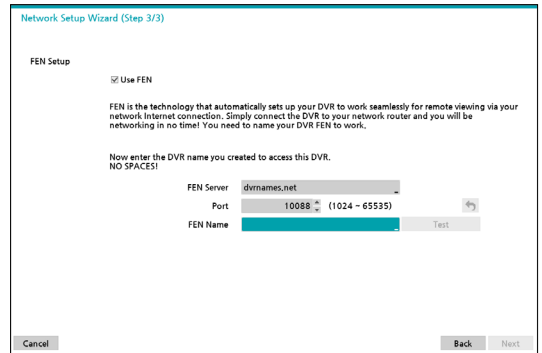 Network Setup Wizard (Step 3/3)
FEN Setup
Use FEN
FEN is the technology that automatically sets up your DVR to work seamlessly for remote viewing via your
network Internet connection. Simply connect the DVR to your network router and you will be
networking in no time! You need to name your DVR FEN to work.
Now enter the DVR name you created to access this DVR.
NO SPACES!
FEN Server dvrnames.net
Port 10088 (1024 ~ 65535)
FEN Name Test
Cancel Back Next